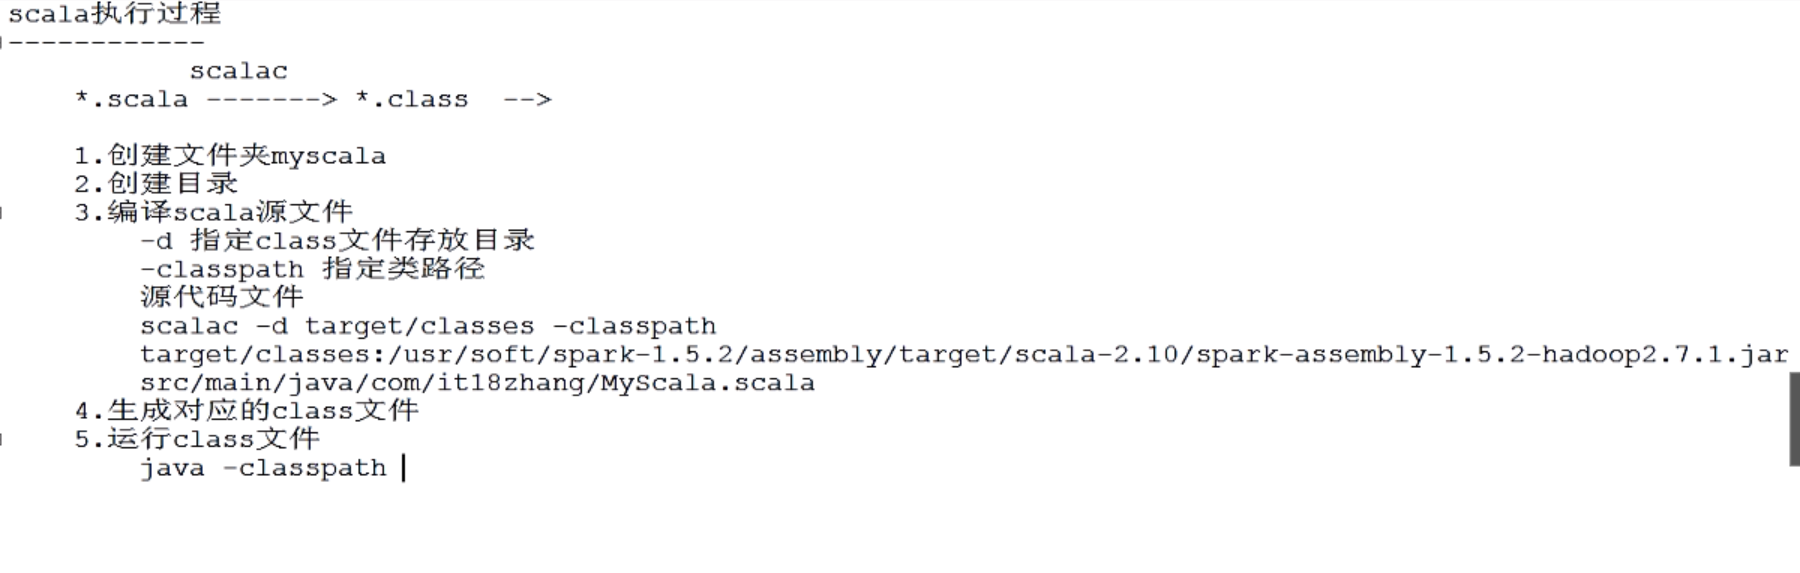 scala执行过程
------------
scalac
*.scala -------> *.class  -->
1.创建文件夹myscala
2.创建目录
3.编译scala源文件
-d 指定class文件存放目录
-classpath 指定类路径
源代码文件
scalac -d target/classes -classpath
target/classes:/usr/soft/spark-1.5.2/assembly/target/scala-2.10/spark-assembly-1.5.2-hadoop2.7.1.jar
src/main/java/com/it18zhang/MyScala.scala
4.生成对应的class文件
5.运行class文件
java -classpath